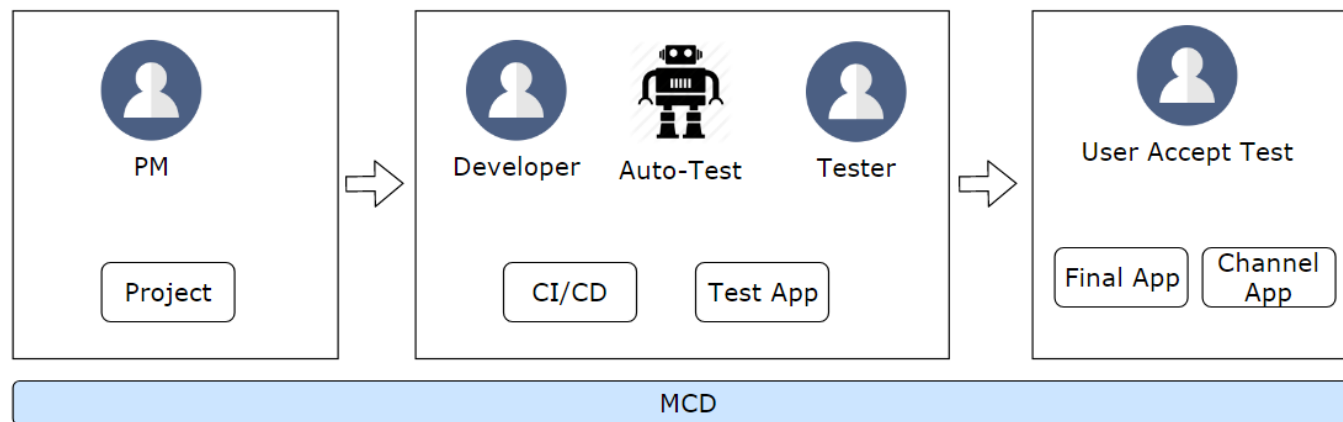 PM
Project
Developer
Auto-Test
Tester
CI/CD
Test App
User Accept Test
Final App
Channel
App
MCD